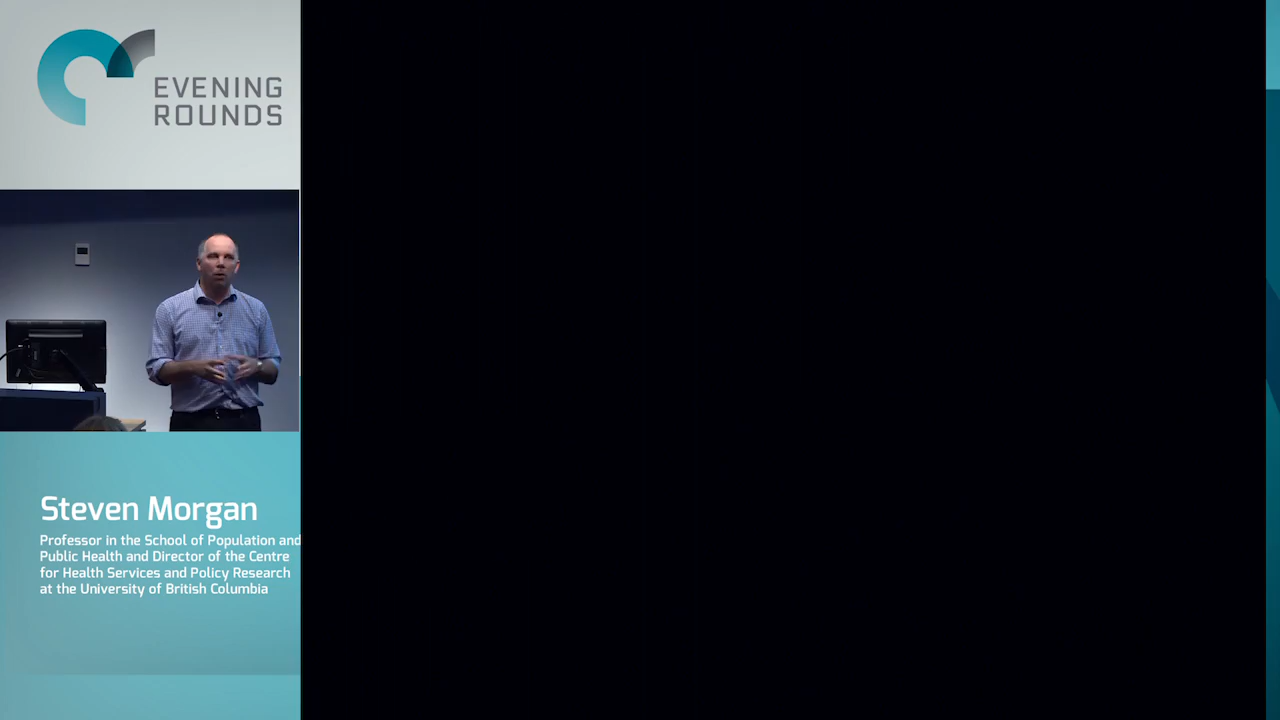 EVENING
ROUNDS
Steven Morgan
Professor in the School of Population and
Public Health and Director of the Centre
for Health Services and Policy Research
at the University of British Columbia